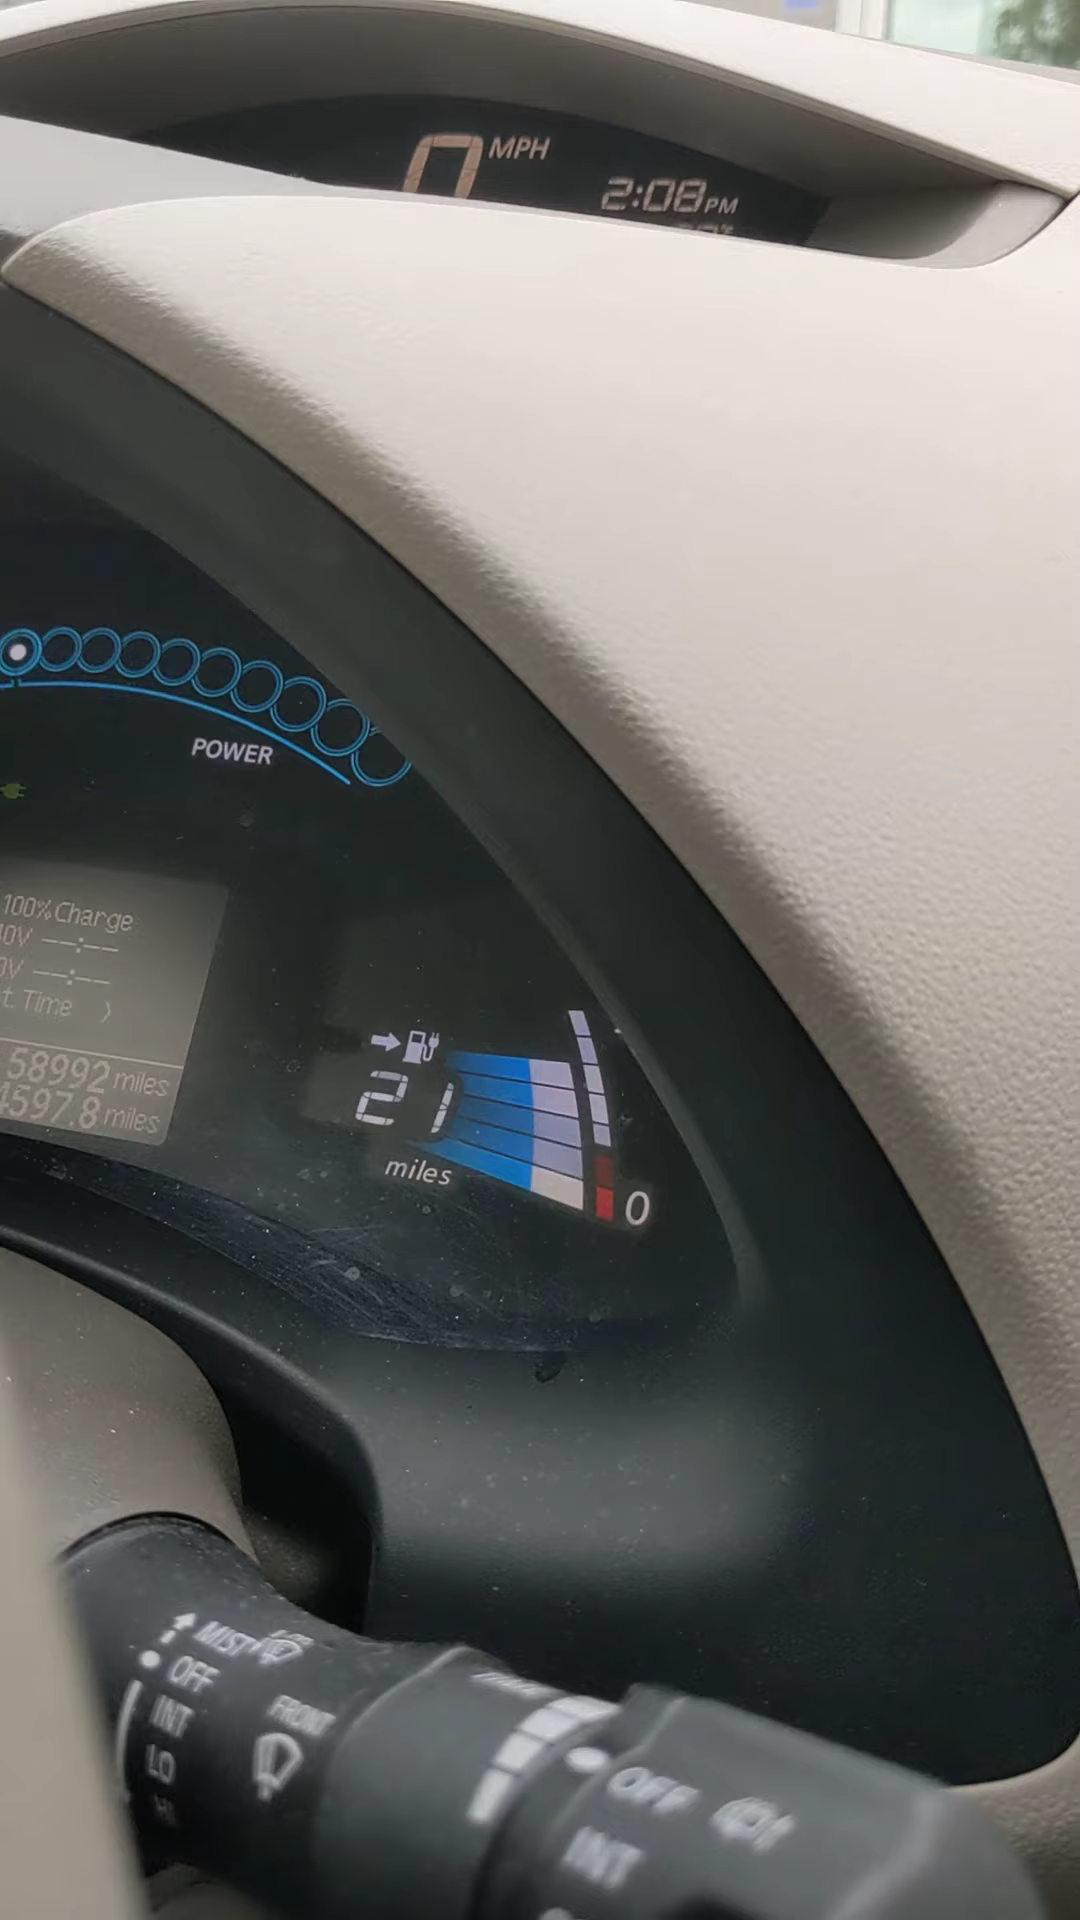 0 MPH
2:08 PM
POWER
100% Charge
0V --:--
0V --:--
t. Time >
58992 miles
4597.8 miles
21
miles
0
MIST
OFF
INT
LO
FRONT
OFF
INT